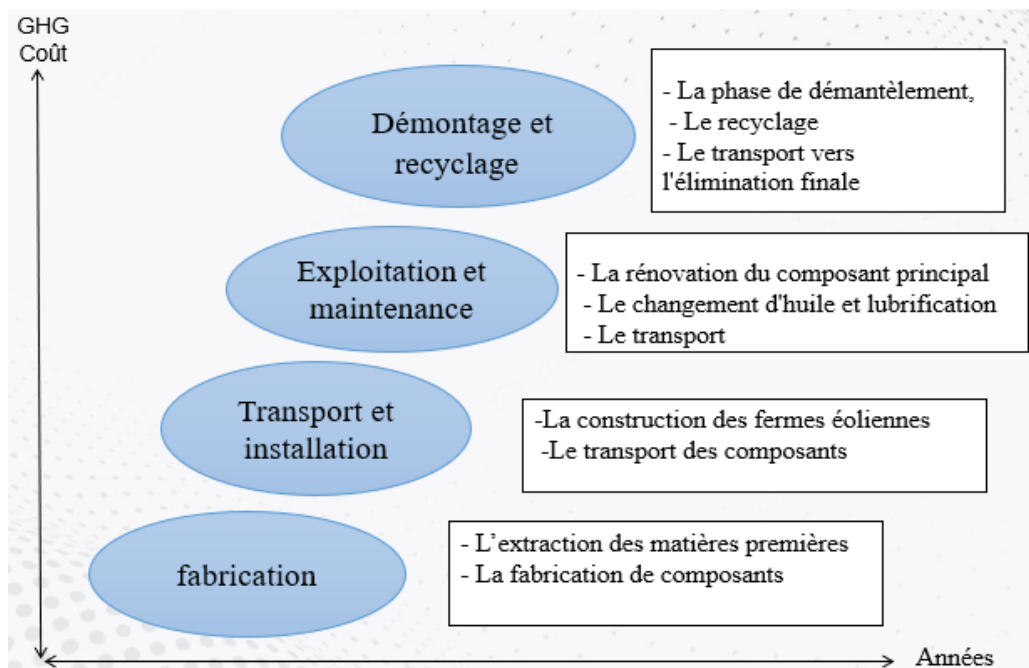 GHG
Coût
Démontage et
recyclage
- La phase de démantèlement,
- Le recyclage
- Le transport vers
l'élimination finale
Exploitation et
maintenance
- La rénovation du composant principal
- Le changement d'huile et lubrification
- Le transport
Transport et
installation
-La construction des fermes éoliennes
-Le transport des composants
fabrication
- L’extraction des matières premières
- La fabrication de composants
Années